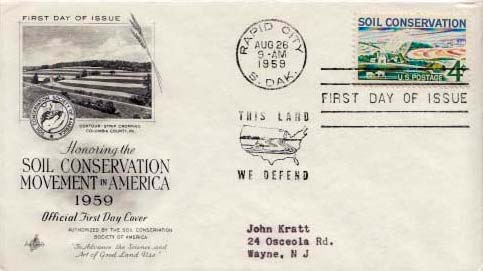 FIRST DAY OF ISSUE
CONTOUR STRIP CROPPING
COLUMBIA COUNTY, PA.
Honoring the
SOIL CONSERVATION
MOVEMENT IN AMERICA
1959
Official First Day Cover
AUTHORIZED BY THE SOIL CONSERVATION
SOCIETY OF AMERICA
"To Advance the Science and
Art of Good Land Use"
ArtCraft
RAPID CITY
AUG 26
9-AM
1959
S. DAK.
SOIL CONSERVATION
U.S. POSTAGE 4¢
FIRST DAY OF ISSUE
THIS LAND
WE DEFEND
John Kratt
24 Osceola Rd.
Wayne, N J